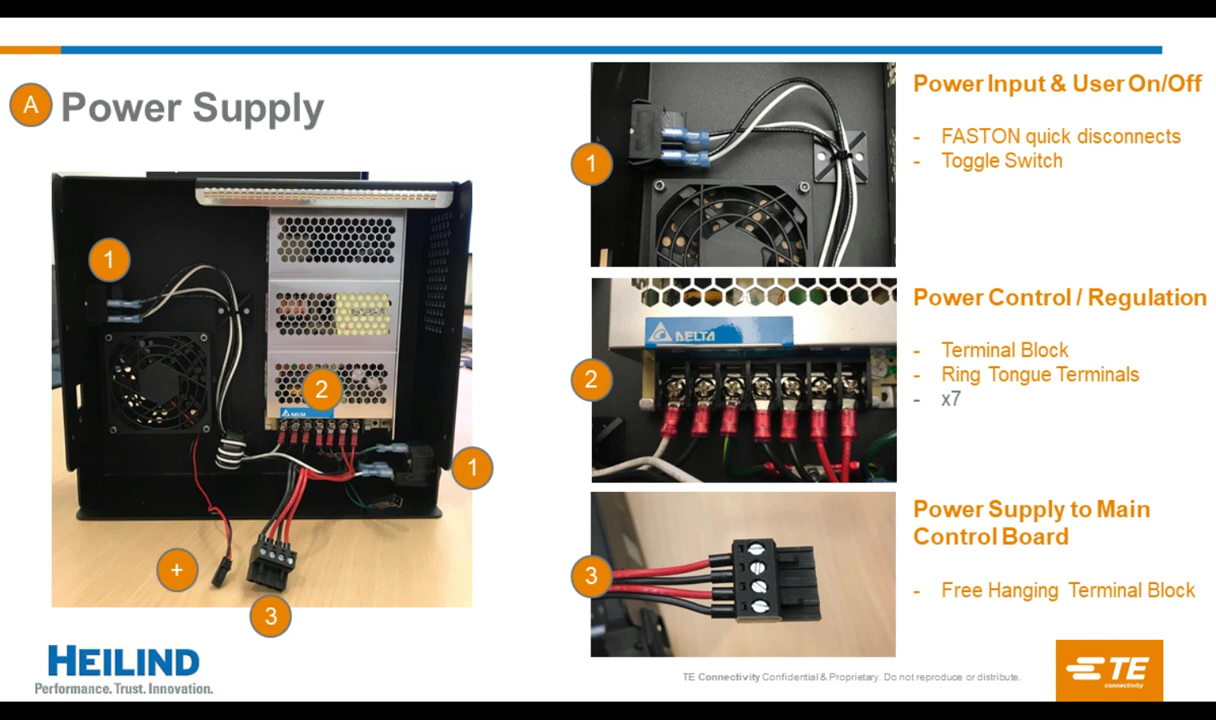 A Power Supply
1
2
1
+
3
DELTA
1
Power Input & User On/Off
- FASTON quick disconnects
- Toggle Switch
2
DELTA
Power Control / Regulation
- Terminal Block
- Ring Tongue Terminals
- x7
3
Power Supply to Main
Control Board
- Free Hanging Terminal Block
HEILIND
Performance. Trust. Innovation.
TE Connectivity Confidential & Proprietary. Do not reproduce or distribute.
TE
connectivity